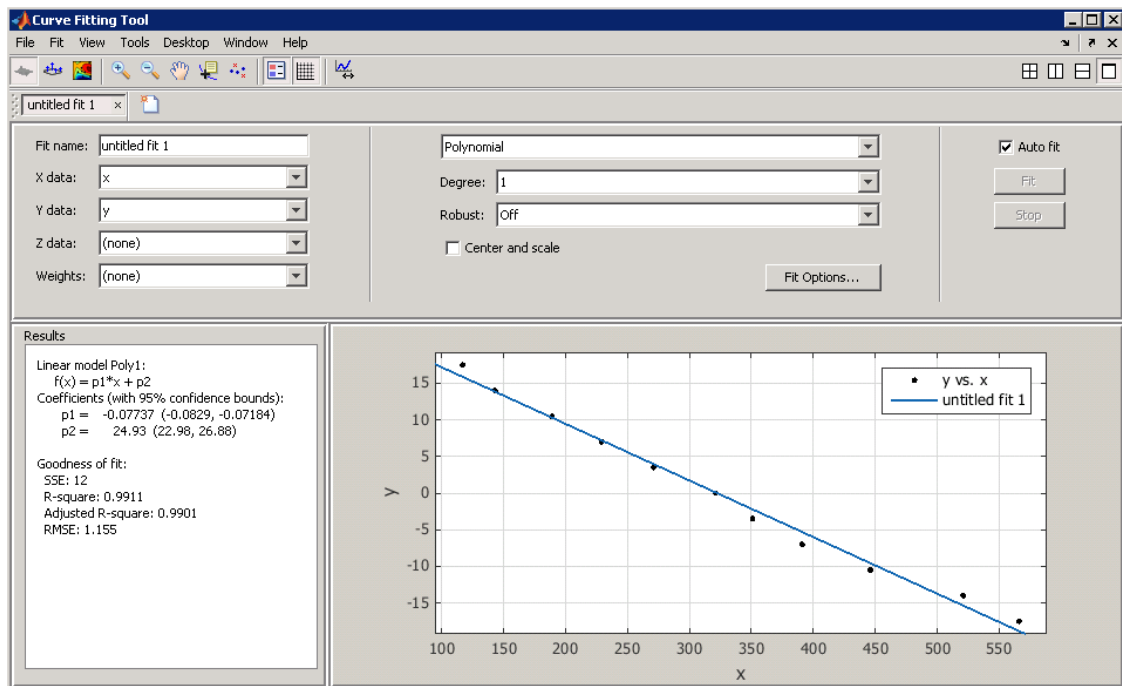 Curve Fitting Tool
File Fit View Tools Desktop Window Help
untitled fit 1
Fit name: untitled fit 1
X data: x
Y data: y
Z data: (none)
Weights: (none)
Polynomial
Degree: 1
Robust: Off
Center and scale
Fit Options...
Auto fit
Fit
Stop
Results
Linear model Poly1:
f(x) = p1*x + p2
Coefficients (with 95% confidence bounds):
p1 = -0.07737 (-0.0829, -0.07184)
p2 = 24.93 (22.98, 26.88)
Goodness of fit:
SSE: 12
R-square: 0.9911
Adjusted R-square: 0.9901
RMSE: 1.155
y vs. x
untitled fit 1
15
10
5
0
-5
-10
-15
y
100 150 200 250 300 350 400 450 500 550
x